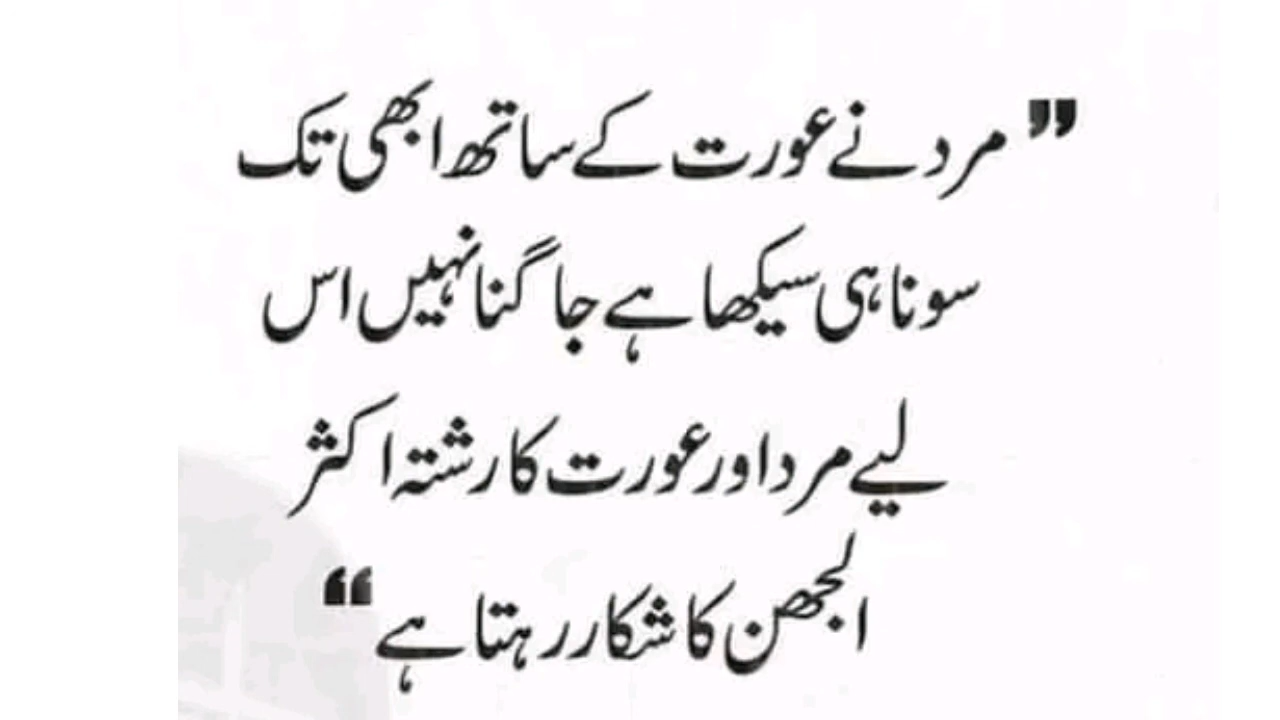 ” مرد نے عورت کے ساتھ ابھی تک
سونا ہی سیکھا ہے جاگنا نہیں اس
لیے مرد اور عورت کا رشتہ اکثر
الجھن کا شکار رہتا ہے “